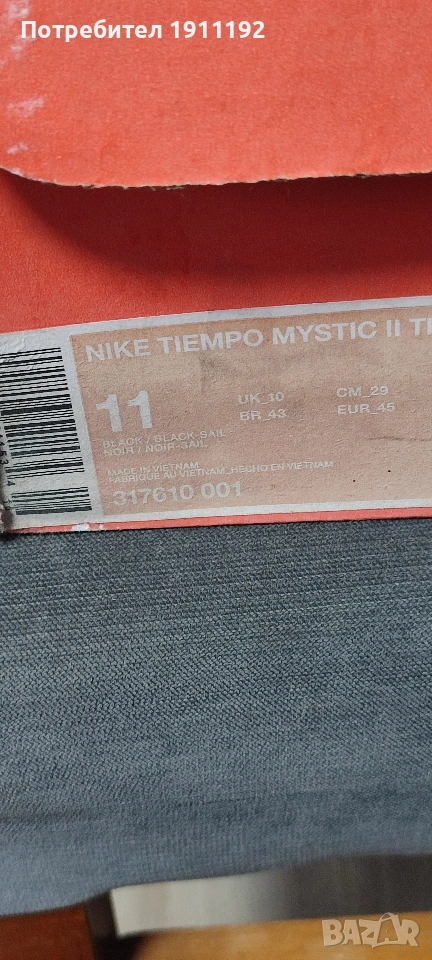 Потребител 1911192
NIKE TIEMPO MYSTIC II
11
UK_10
CM_29
BR_43
EUR_45
BLACK / BLACK-SAIL
NOIR / NOIR-SAIL
MADE IN VIETNAM
FABRIQUE AU VIETNAM_HECHO EN VIETNAM
317610 001
BAZAR